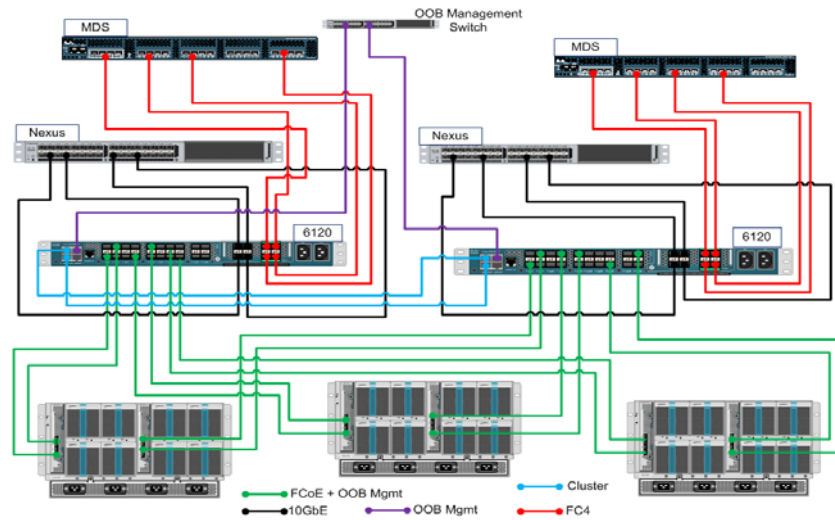 OOB Management
Switch
MDS
MDS
Nexus
Nexus
6120
6120
FCoE + OOB Mgmt
Cluster
10GbE
OOB Mgmt
FC4